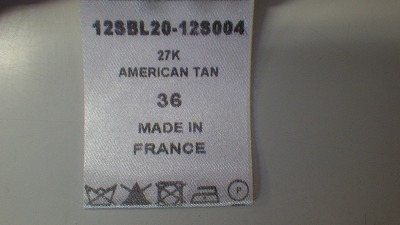 12SBL20-12S004
27K
AMERICAN TAN
36
MADE IN
FRANCE
P